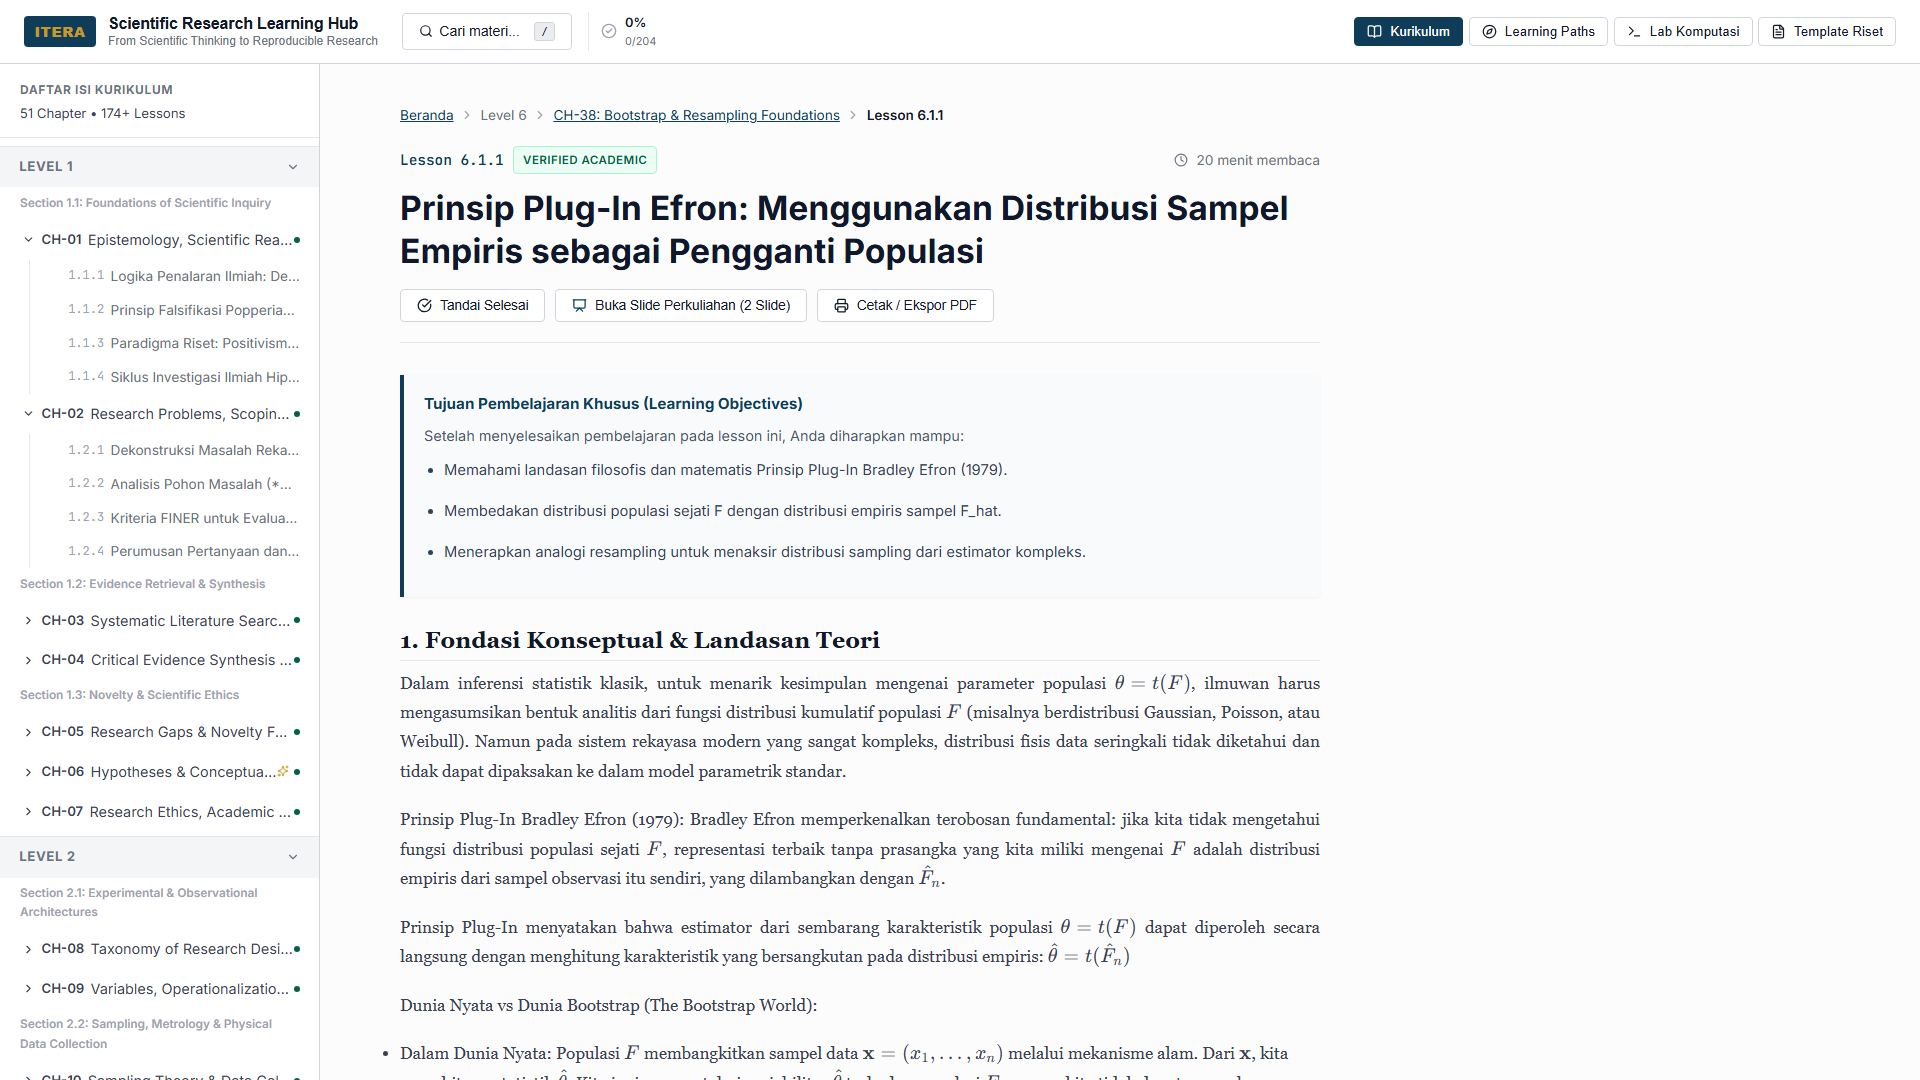 ITERA
Scientific Research Learning Hub
From Scientific Thinking to Reproducible Research
Cari materi...
/
0%
0/204
Kurikulum
Learning Paths
Lab Komputasi
Template Riset
DAFTAR ISI KURIKULUM
51 Chapter • 174+ Lessons
LEVEL 1
Section 1.1: Foundations of Scientific Inquiry
CH-01 Epistemology, Scientific Rea...
1.1.1 Logika Penalaran Ilmiah: De...
1.1.2 Prinsip Falsifikasi Popperia...
1.1.3 Paradigma Riset: Positivism...
1.1.4 Siklus Investigasi Ilmiah Hip...
CH-02 Research Problems, Scopin...
1.2.1 Dekonstruksi Masalah Reka...
1.2.2 Analisis Pohon Masalah (*...
1.2.3 Kriteria FINER untuk Evalua...
1.2.4 Perumusan Pertanyaan dan...
Section 1.2: Evidence Retrieval & Synthesis
CH-03 Systematic Literature Searc...
CH-04 Critical Evidence Synthesis ...
Section 1.3: Novelty & Scientific Ethics
CH-05 Research Gaps & Novelty F...
CH-06 Hypotheses & Conceptua...
CH-07 Research Ethics, Academic ...
LEVEL 2
Section 2.1: Experimental & Observational
Architectures
CH-08 Taxonomy of Research Desi...
CH-09 Variables, Operationalizatio...
Section 2.2: Sampling, Metrology & Physical
Data Collection
Beranda > Level 6 > CH-38: Bootstrap & Resampling Foundations > Lesson 6.1.1
Lesson 6.1.1
VERIFIED ACADEMIC
20 menit membaca
Prinsip Plug-In Efron: Menggunakan Distribusi Sampel
Empiris sebagai Pengganti Populasi
Tandai Selesai
Buka Slide Perkuliahan (2 Slide)
Cetak / Ekspor PDF
Tujuan Pembelajaran Khusus (Learning Objectives)
Setelah menyelesaikan pembelajaran pada lesson ini, Anda diharapkan mampu:
• Memahami landasan filosofis dan matematis Prinsip Plug-In Bradley Efron (1979).
• Membedakan distribusi populasi sejati F dengan distribusi empiris sampel F_hat.
• Menerapkan analogi resampling untuk menaksir distribusi sampling dari estimator kompleks.
1. Fondasi Konseptual & Landasan Teori
Dalam inferensi statistik klasik, untuk menarik kesimpulan mengenai parameter populasi θ = t(F), ilmuwan harus
mengasumsikan bentuk analitis dari fungsi distribusi kumulatif populasi F (misalnya berdistribusi Gaussian, Poisson, atau
Weibull). Namun pada sistem rekayasa modern yang sangat kompleks, distribusi fisis data seringkali tidak diketahui dan
tidak dapat dipaksakan ke dalam model parametrik standar.
Prinsip Plug-In Bradley Efron (1979): Bradley Efron memperkenalkan terobosan fundamental: jika kita tidak mengetahui
fungsi distribusi populasi sejati F, representasi terbaik tanpa prasangka yang kita miliki mengenai F adalah distribusi
empiris dari sampel observasi itu sendiri, yang dilambangkan dengan F̂ₙ.
Prinsip Plug-In menyatakan bahwa estimator dari sembarang karakteristik populasi θ = t(F) dapat diperoleh secara
langsung dengan menghitung karakteristik yang bersangkutan pada distribusi empiris: θ̂ = t(F̂ₙ)
Dunia Nyata vs Dunia Bootstrap (The Bootstrap World):
• Dalam Dunia Nyata: Populasi F membangkitkan sampel data x = (x₁, . . . , xₙ) melalui mekanisme alam. Dari x, kita